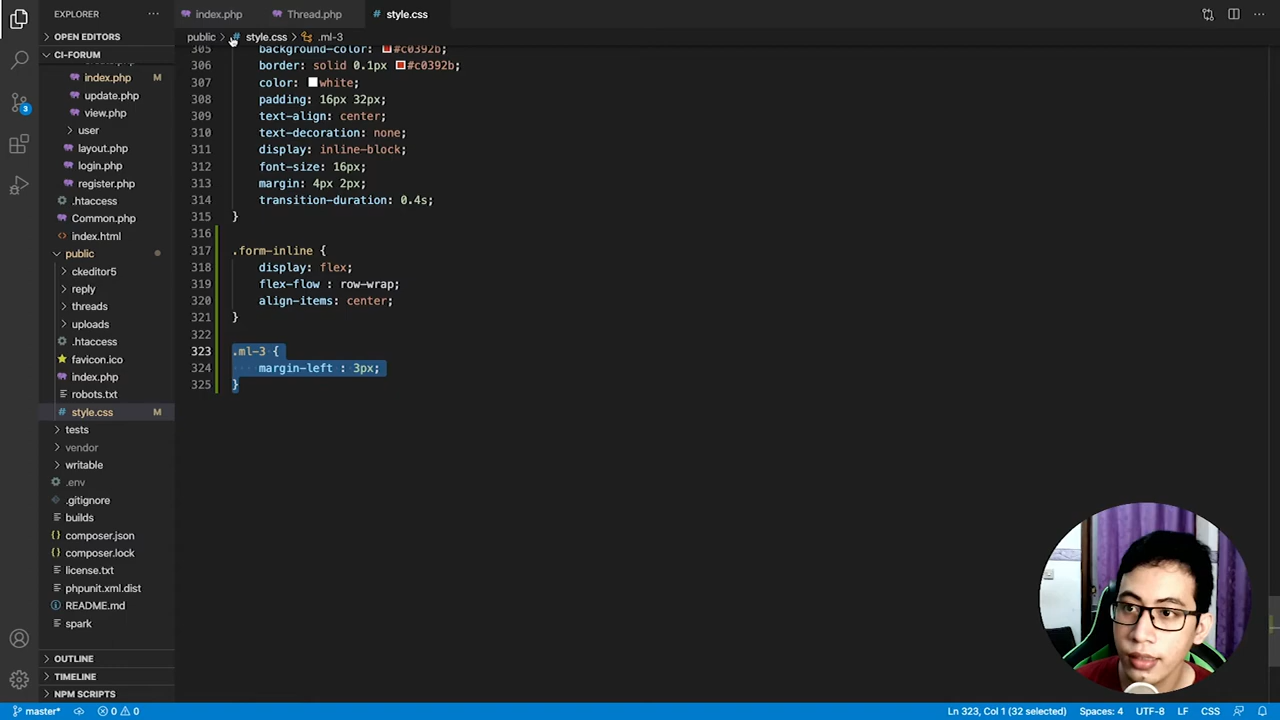 EXPLORER
index.php
Thread.php
style.css
OPEN EDITORS
public > # style.css > .ml-3
CI-FORUM
index.php M
update.php
view.php
user
layout.php
login.php
register.php
.htaccess
Common.php
index.html
public
ckeditor5
reply
threads
uploads
.htaccess
favicon.ico
index.php
robots.txt
style.css M
tests
vendor
writable
.env
.gitignore
builds
composer.json
composer.lock
license.txt
phpunit.xml.dist
README.md
spark
OUTLINE
TIMELINE
NPM SCRIPTS
305 background-color: #c0392b;
306 border: solid 0.1px #c0392b;
307 color: white;
308 padding: 16px 32px;
309 text-align: center;
310 text-decoration: none;
311 display: inline-block;
312 font-size: 16px;
313 margin: 4px 2px;
314 transition-duration: 0.4s;
315 }
316
317 .form-inline {
318 display: flex;
319 flex-flow : row-wrap;
320 align-items: center;
321 }
322
323 .ml-3 {
324 margin-left : 3px;
325 }
3
master* 0 0 Ln 323, Col 1 (32 selected) Spaces: 4 UTF-8 LF CSS